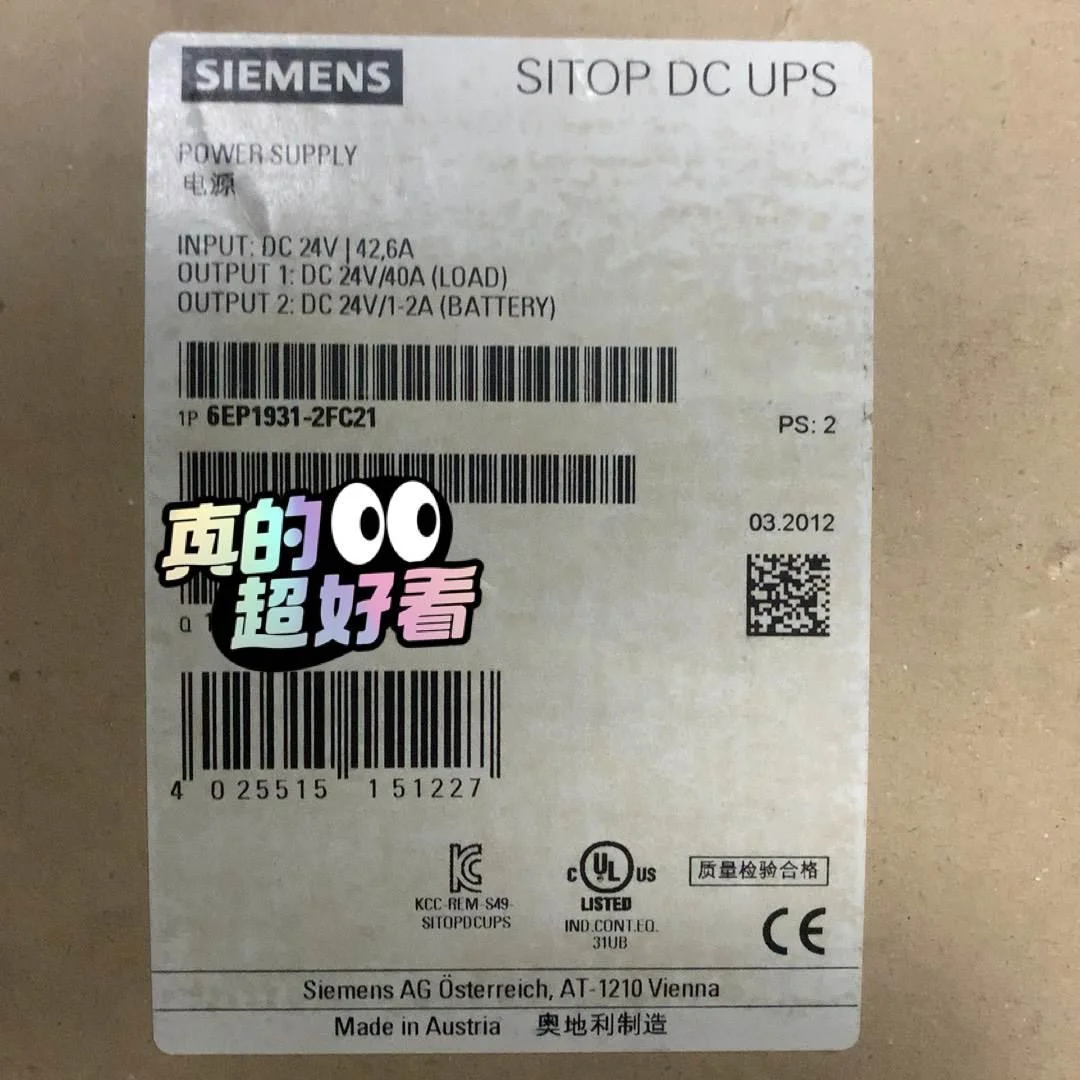 SIEMENS
SITOP DC UPS
POWER SUPPLY
电源
INPUT: DC 24V | 42,6A
OUTPUT 1: DC 24V/40A (LOAD)
OUTPUT 2: DC 24V/1-2A (BATTERY)
1P 6EP1931-2FC21
PS: 2
03.2012
真的
超好看
Q 1
4 025515 151227
KCC-REM-S49-
SITOPDCUPS
C UL US
LISTED
IND.CONT.EQ.
31UB
质量检验合格
CE
Siemens AG Österreich, AT-1210 Vienna
Made in Austria 奥地利制造